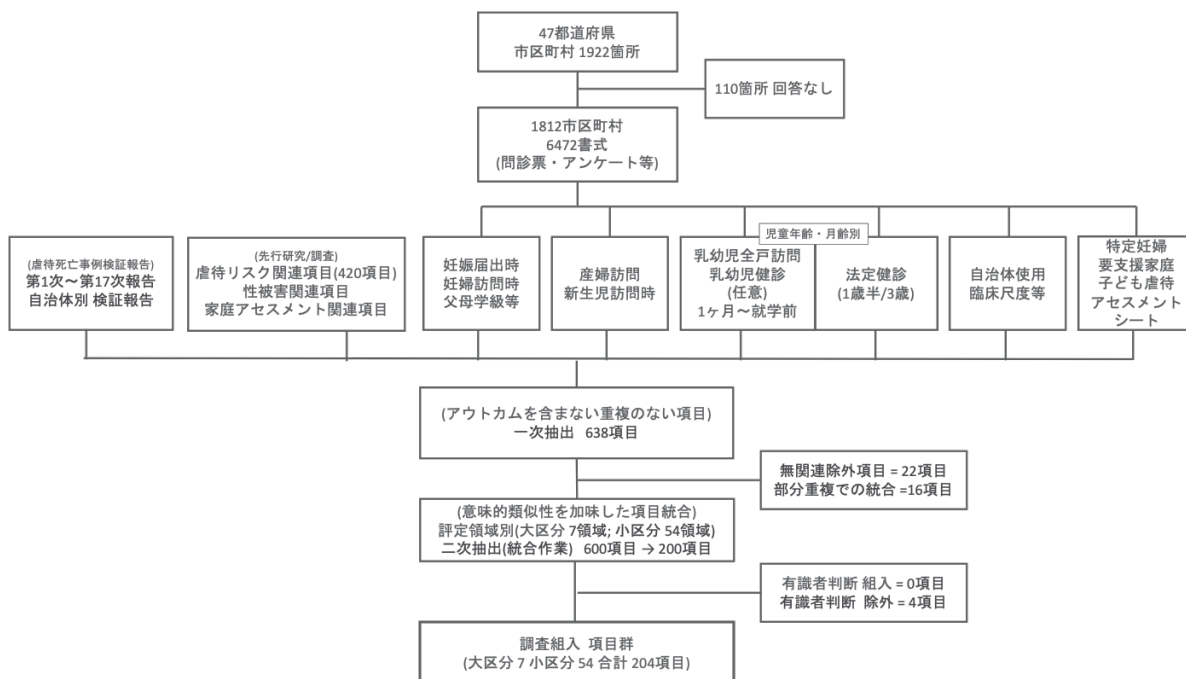 47都道府県
市区町村 1922箇所
110箇所 回答なし
1812市区町村
6472書式
(問診票・アンケート等)
(虐待死亡事例検証報告)
第1次〜第17次報告
自治体別 検証報告
(先行研究/調査)
虐待リスク関連項目(420項目)
性被害関連項目
家庭アセスメント関連項目
妊娠届出時
妊婦訪問時
父母学級等
産婦訪問
新生児訪問時
児童年齢・月齢別
乳幼児全戸訪問
乳幼児健診
(任意)
1ヶ月〜就学前
法定健診
(1歳半/3歳)
自治体使用
臨床尺度等
特定妊婦
要支援家庭
子ども虐待
アセスメント
シート
(アウトカムを含まない重複のない項目)
一次抽出 638項目
無関連除外項目 = 22項目
部分重複での統合 =16項目
(意味的類似性を加味した項目統合)
評定領域別(大区分 7領域; 小区分 54領域)
二次抽出(統合作業) 600項目 → 200項目
有識者判断 組入 = 0項目
有識者判断 除外 = 4項目
調査組入 項目群
(大区分 7 小区分 54 合計 204項目)